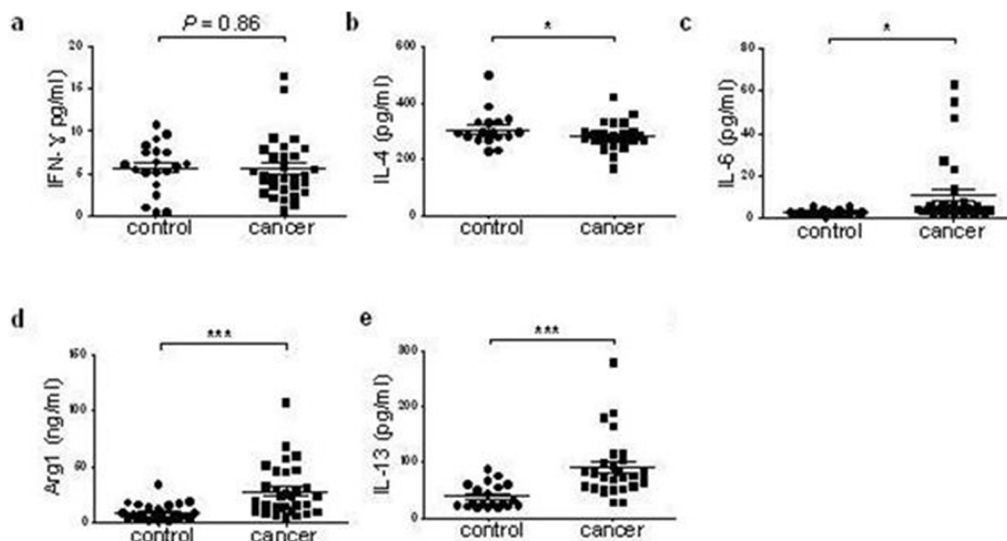 a
P = 0.86
IFN-Ɣ pg/ml
20
15
10
5
0
control cancer
b
*
IL-4 (pg/ml)
600
400
200
0
control cancer
c
*
IL-6 (pg/ml)
80
60
40
20
0
control cancer
d
***
Arg1 (ng/ml)
150
100
50
0
control cancer
e
***
IL-13 (pg/ml)
300
200
100
0
control cancer